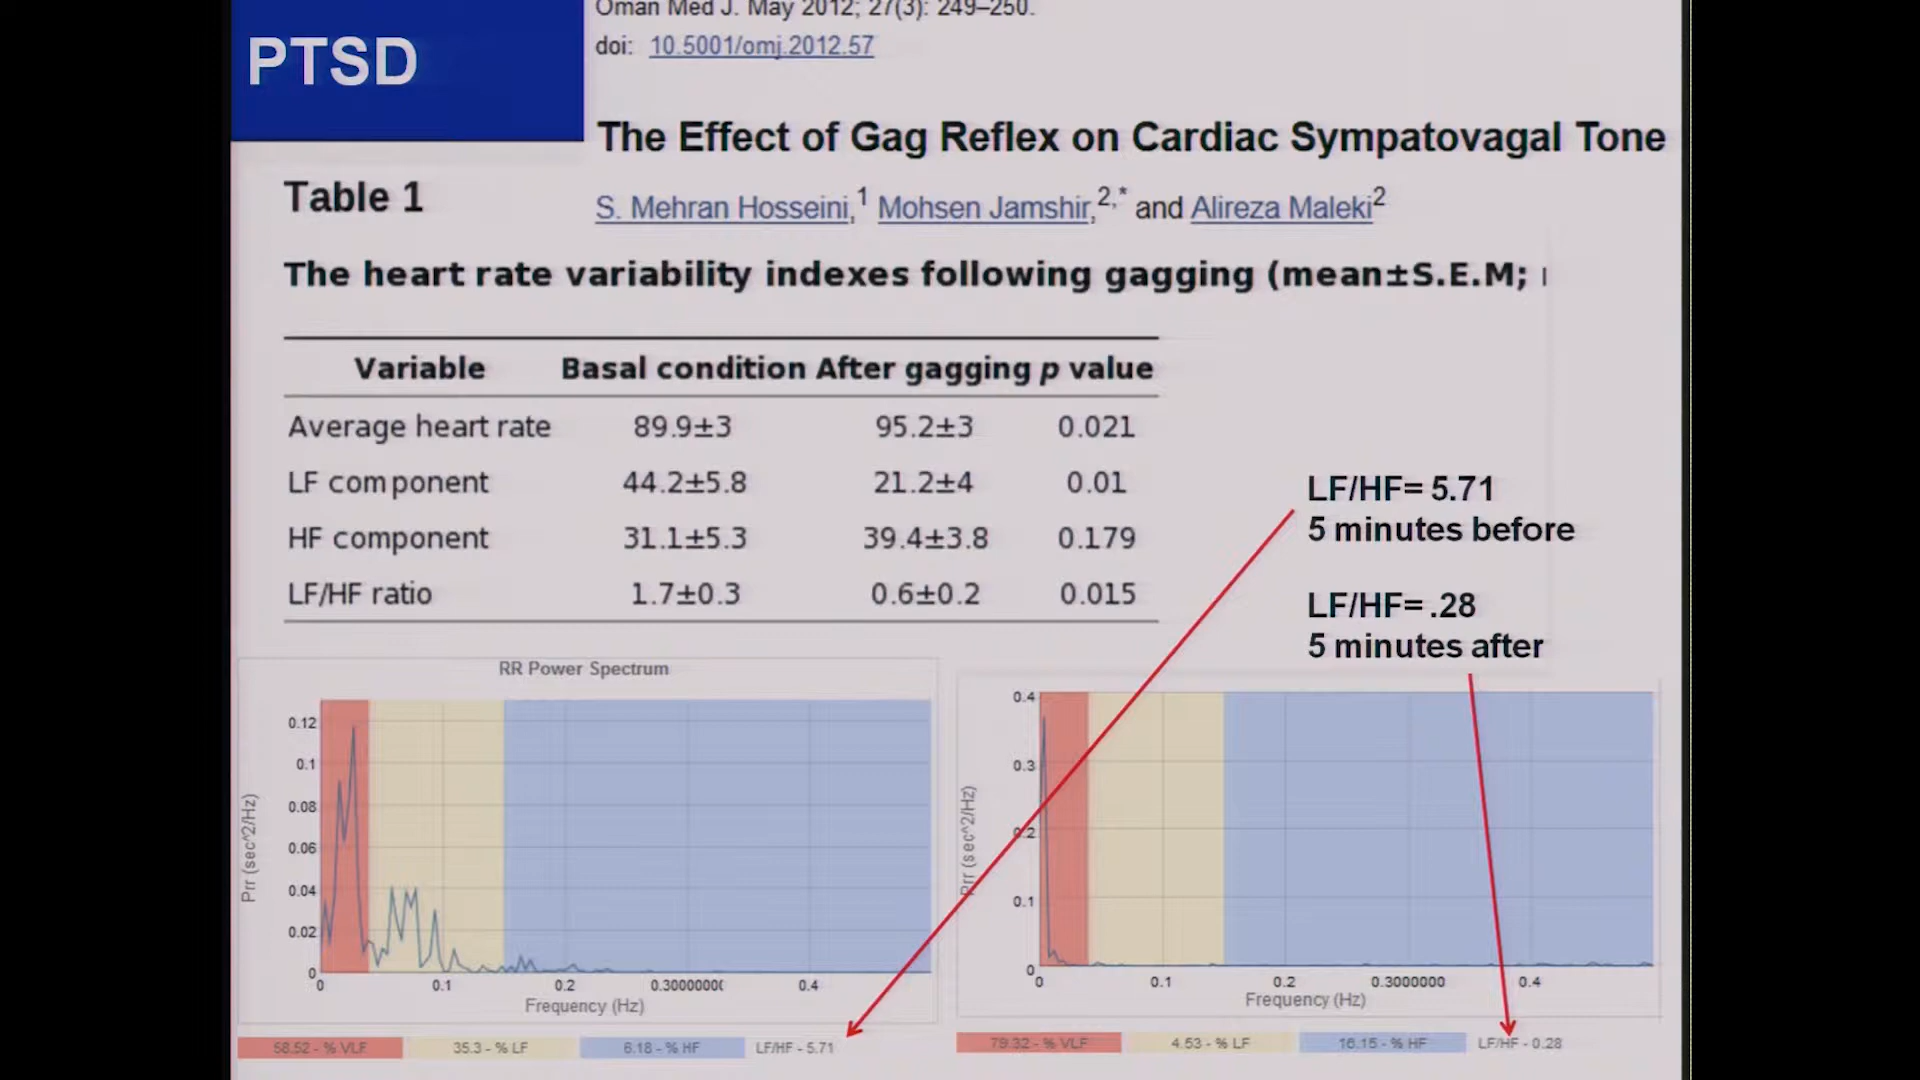 Oman Med J. May 2012; 27(3): 249–250.
PTSD
doi: 10.5001/omj.2012.57
The Effect of Gag Reflex on Cardiac Sympatovagal Tone
Table 1
S. Mehran Hosseini,1 Mohsen Jamshir,2,* and Alireza Maleki2
The heart rate variability indexes following gagging (mean±S.E.M;
Variable Basal condition After gagging p value
Average heart rate 89.9±3 95.2±3 0.021
LF component 44.2±5.8 21.2±4 0.01
HF component 31.1±5.3 39.4±3.8 0.179
LF/HF ratio 1.7±0.3 0.6±0.2 0.015
LF/HF= 5.71
5 minutes before
LF/HF= .28
5 minutes after
RR Power Spectrum
Prr (sec^2/Hz)
0.12
0.1
0.08
0.06
0.04
0.02
0
0 0.1 0.2 0.3000000 0.4
Frequency (Hz)
58.52 - % VLF 35.3 - % LF 6.18 - % HF LF/HF - 5.71
Prr (sec^2/Hz)
0.4
0.3
0.2
0.1
0
0 0.1 0.2 0.3000000 0.4
Frequency (Hz)
79.32 - % VLF 4.53 - % LF 16.15 - % HF LF/HF - 0.28